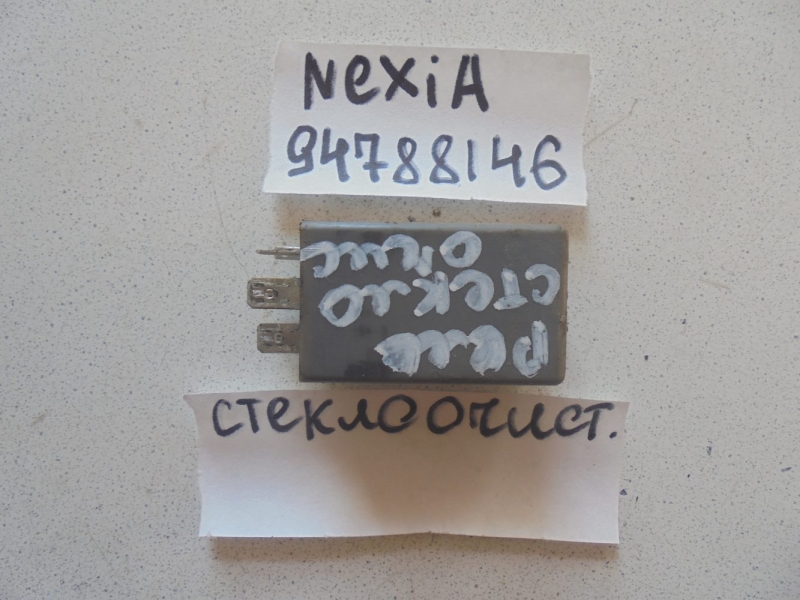 NexiA
94788146
реле
стекло
очис
стеклоочист.